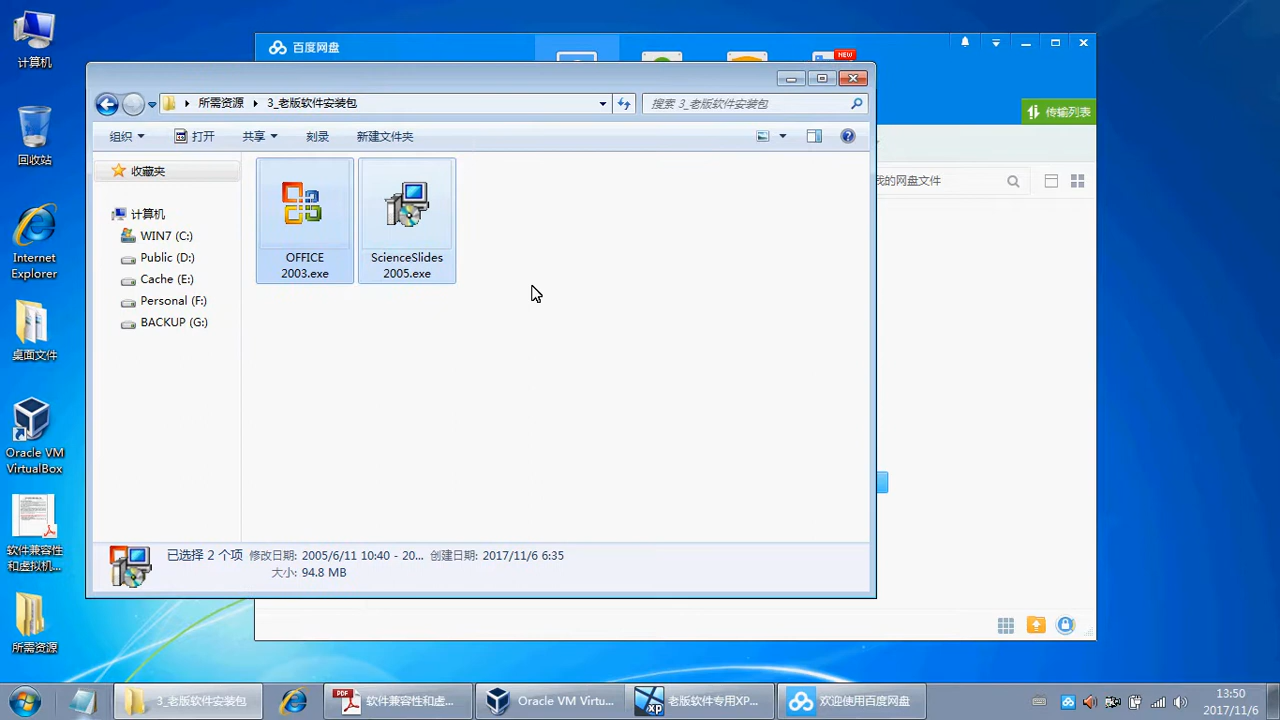 计算机
回收站
Internet
Explorer
桌面文件
Oracle VM
VirtualBox
软件兼容性
和虚拟机...
所需资源
百度网盘
NEW
所需资源
3_老版软件安装包
搜索 3_老版软件安装包
传输列表
组织
打开
共享
刻录
新建文件夹
我的网盘文件
收藏夹
计算机
WIN7 (C:)
Public (D:)
Cache (E:)
Personal (F:)
BACKUP (G:)
OFFICE
2003.exe
ScienceSlides
2005.exe
已选择 2 个项 修改日期: 2005/6/11 10:40 - 20... 创建日期: 2017/11/6 6:35
大小: 94.8 MB
3_老版软件安装包
PDF
软件兼容性和虚...
Oracle VM Virtu...
xp
老版软件专用XP...
欢迎使用百度网盘
13:50
2017/11/6